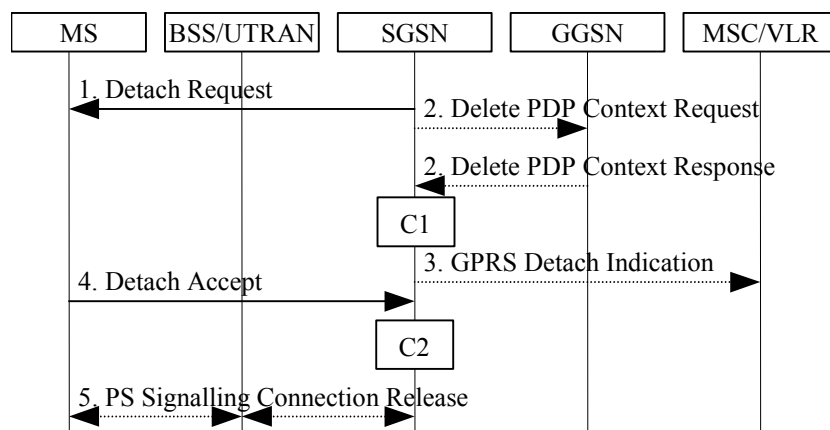 MS BSS/UTRAN SGSN GGSN MSC/VLR
1. Detach Request
2. Delete PDP Context Request
2. Delete PDP Context Response
C1
3. GPRS Detach Indication
4. Detach Accept
C2
5. PS Signalling Connection Release